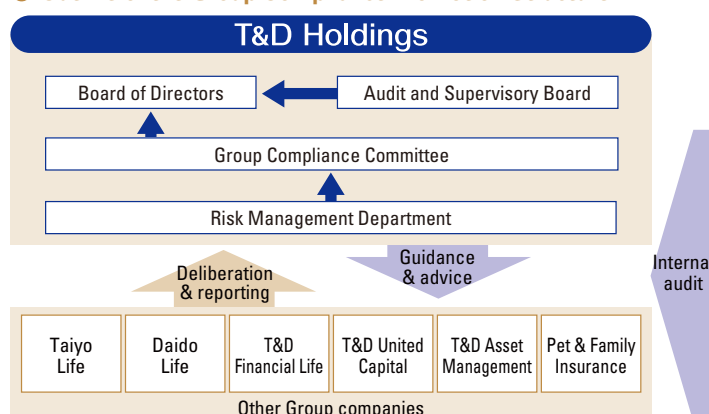 T&D Holdings
Board of Directors
Audit and Supervisory Board
Group Compliance Committee
Risk Management Department
Deliberation
& reporting
Guidance
& advice
Interna
audit
Taiyo
Life
Daido
Life
T&D
Financial Life
T&D United
Capital
T&D Asset
Management
Pet & Family
Insurance
Other Group companies